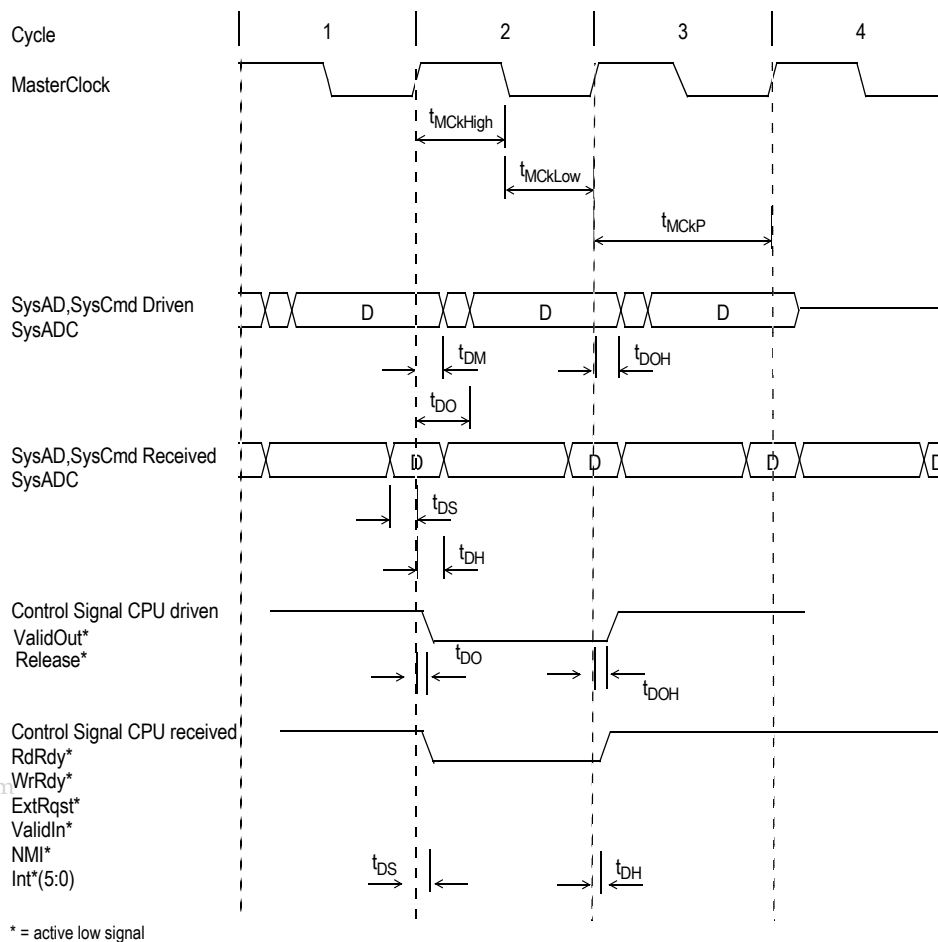 Cycle 1 2 3 4
MasterClock
tMCkHigh
tMCkLow
tMCkP
SysAD,SysCmd Driven
SysADC
D D D
tDM tDOH
tDO
SysAD,SysCmd Received
SysADC
D D D D
tDS
tDH
Control Signal CPU driven
ValidOut*
Release*
tDO
tDOH
Control Signal CPU received
RdRdy*
WrRdy*
ExtRqst*
ValidIn*
NMI*
Int*(5:0)
tDS tDH
* = active low signal